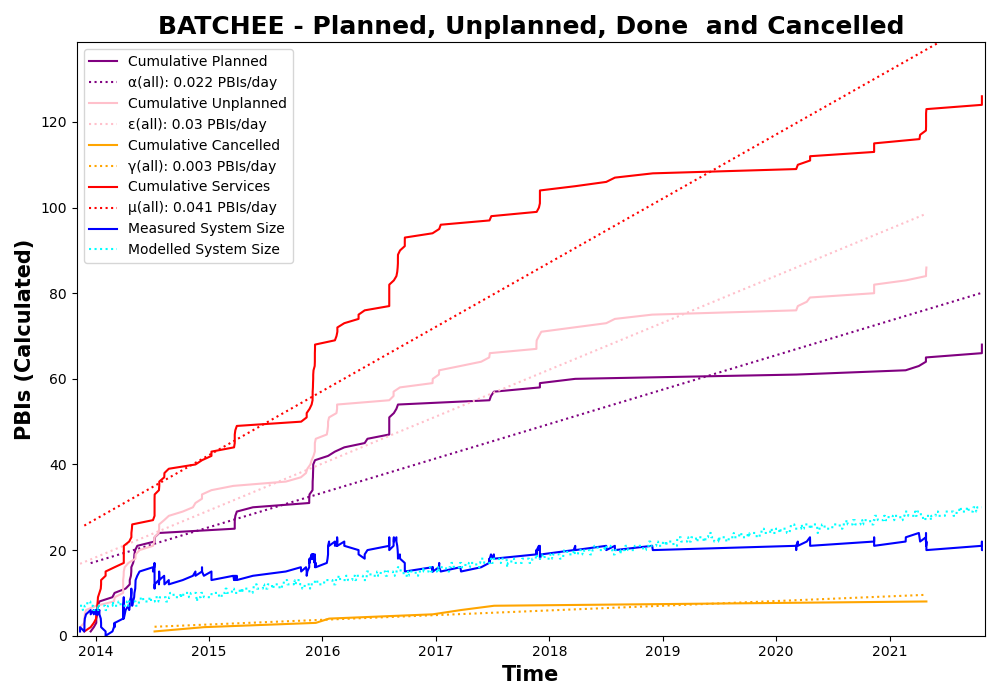 BATCHEE - Planned, Unplanned, Done  and Cancelled
Cumulative Planned
α(all): 0.022 PBIs/day
Cumulative Unplanned
ε(all): 0.03 PBIs/day
Cumulative Cancelled
γ(all): 0.003 PBIs/day
Cumulative Services
μ(all): 0.041 PBIs/day
Measured System Size
Modelled System Size
PBIs (Calculated)
120
100
80
60
40
20
0
2014 2015 2016 2017 2018 2019 2020 2021
Time